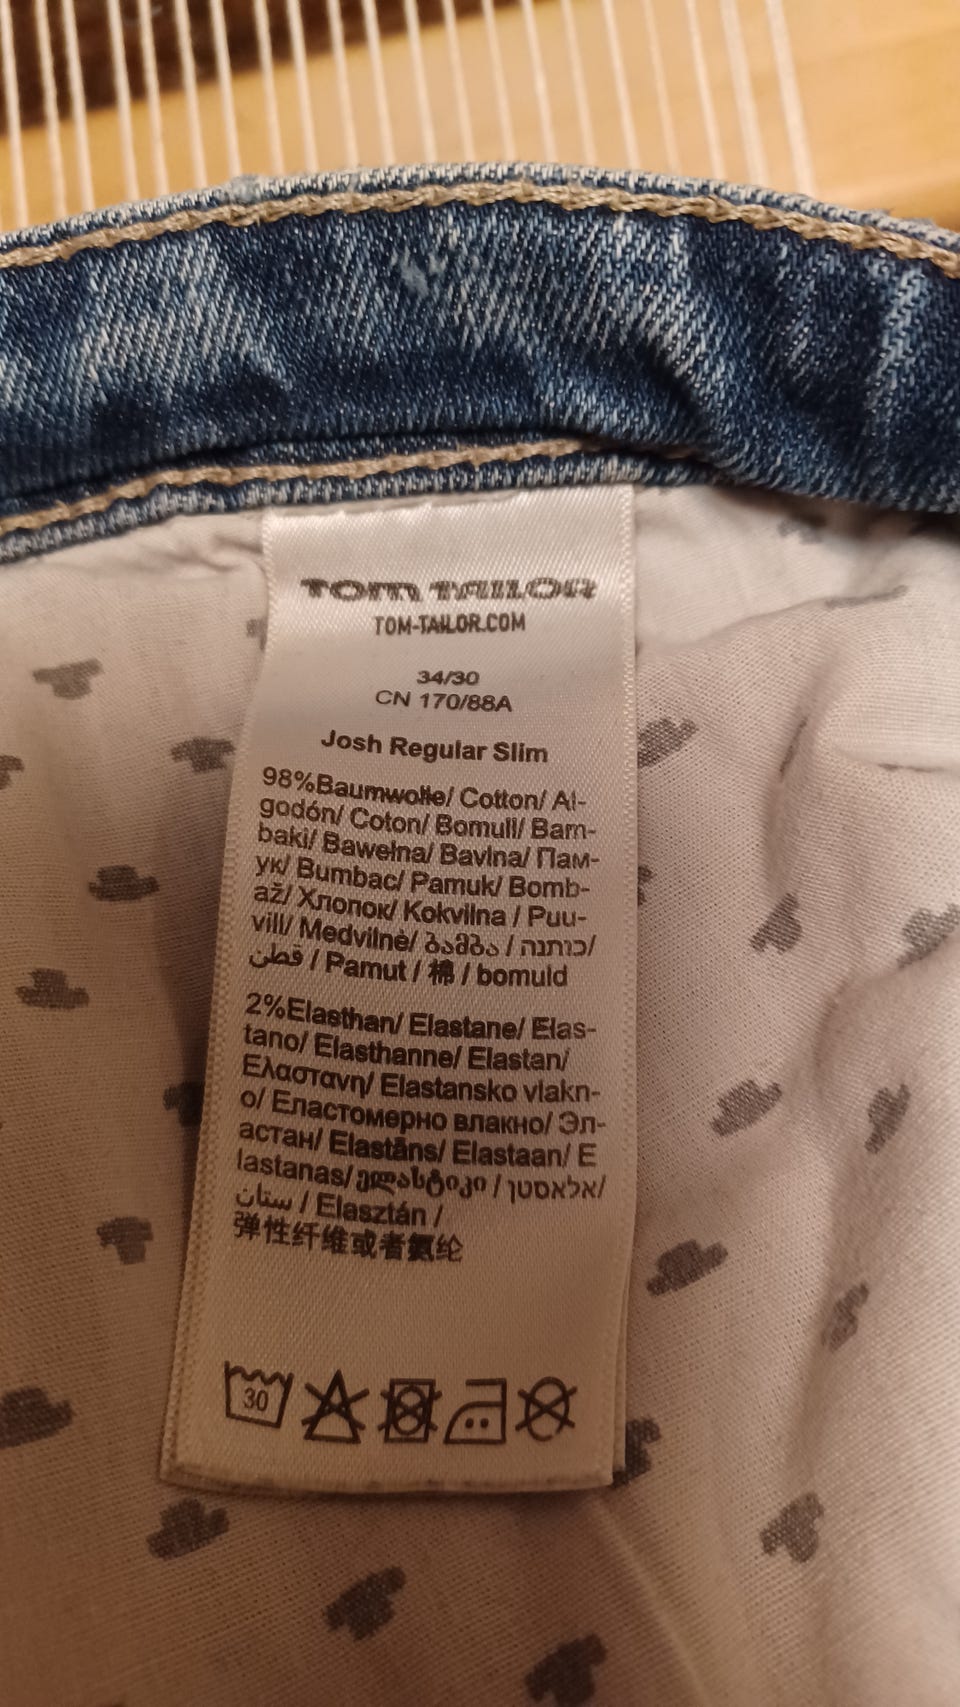 TOM TAILOR
TOM-TAILOR.COM
34/30
CN 170/88A
Josh Regular Slim
98%Baumwolle/ Cotton/ Al-
godón/ Coton/ Bomull/ Bam-
baki/ Bawełna/ Bavlna/ Пам-
ук/ Bumbac/ Pamuk/ Bomb-
až/ Хлопок/ Kokvilna / Puu-
vill/ Medvilnė/ ბამბა / כותנה/
قطن / Pamut / 棉 / bomuld
2%Elasthan/ Elastane/ Elas-
tano/ Elasthanne/ Elastan/
Ελαστανη/ Elastansko vlakn-
o/ Еластомерно влакно/ Эл-
астан/ Elastāns/ Elastaan/ E
lastanas/ ელასტიკი / אלאסטן/
ستان / Elasztán /
弹性纤维或者氨纶
30